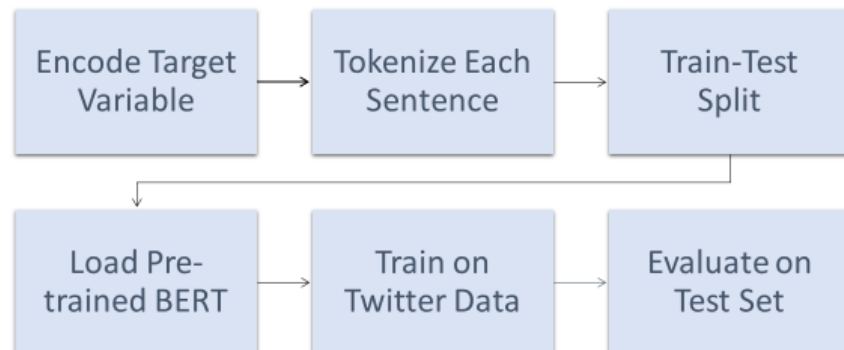 Encode Target
Variable
Tokenize Each
Sentence
Train-Test
Split
Load Pre-
trained BERT
Train on
Twitter Data
Evaluate on
Test Set